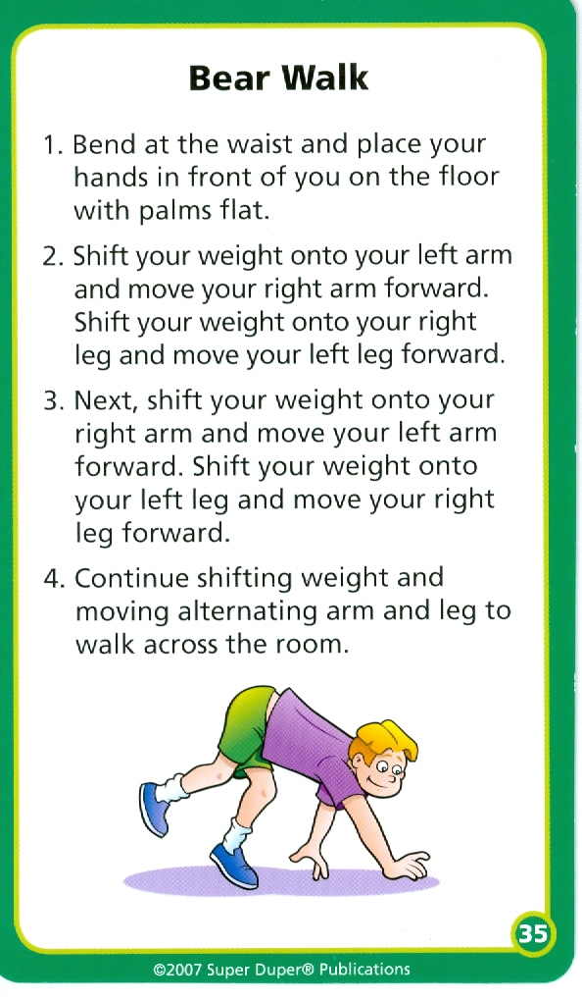 Bear Walk
1. Bend at the waist and place your
hands in front of you on the floor
with palms flat.
2. Shift your weight onto your left arm
and move your right arm forward.
Shift your weight onto your right
leg and move your left leg forward.
3. Next, shift your weight onto your
right arm and move your left arm
forward. Shift your weight onto
your left leg and move your right
leg forward.
4. Continue shifting weight and
moving alternating arm and leg to
walk across the room.
35
©2007 Super Duper® Publications